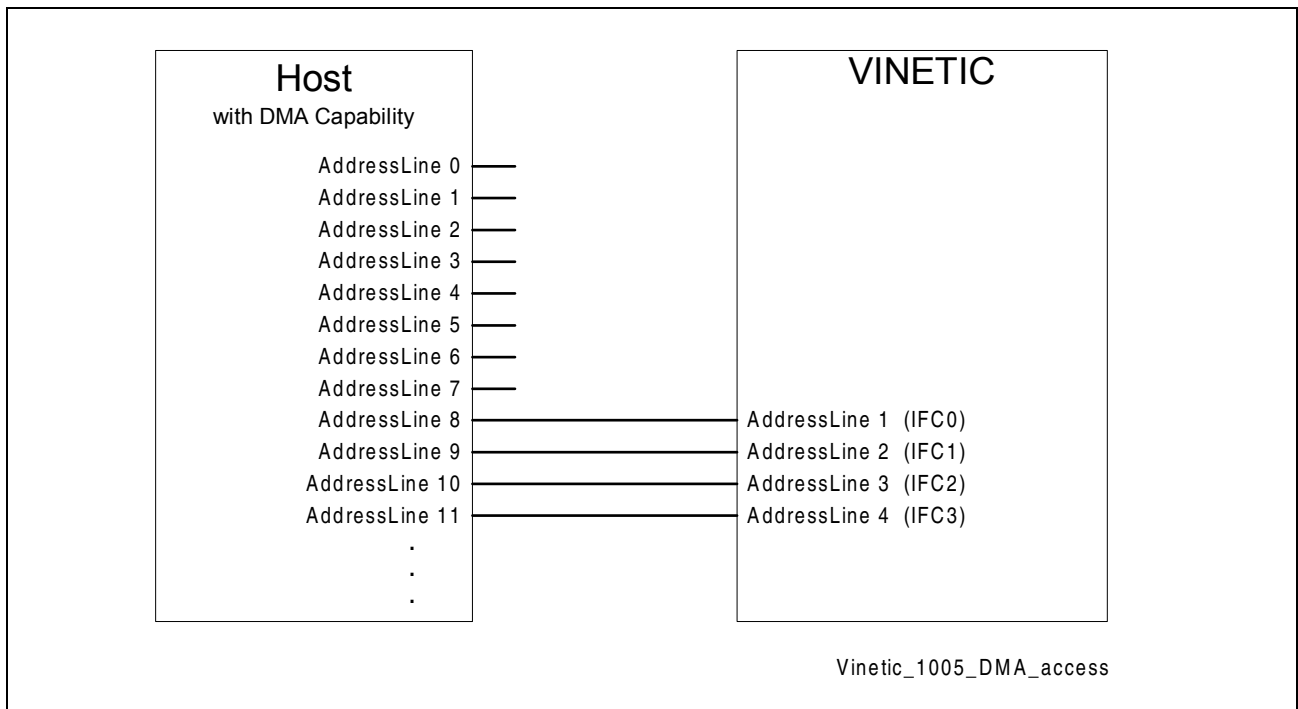 Host
with DMA Capability
AddressLine 0
AddressLine 1
AddressLine 2
AddressLine 3
AddressLine 4
AddressLine 5
AddressLine 6
AddressLine 7
AddressLine 8
AddressLine 9
AddressLine 10
AddressLine 11
.
.
.
VINETIC
AddressLine 1 (IFC0)
AddressLine 2 (IFC1)
AddressLine 3 (IFC2)
AddressLine 4 (IFC3)
Vinetic_1005_DMA_access